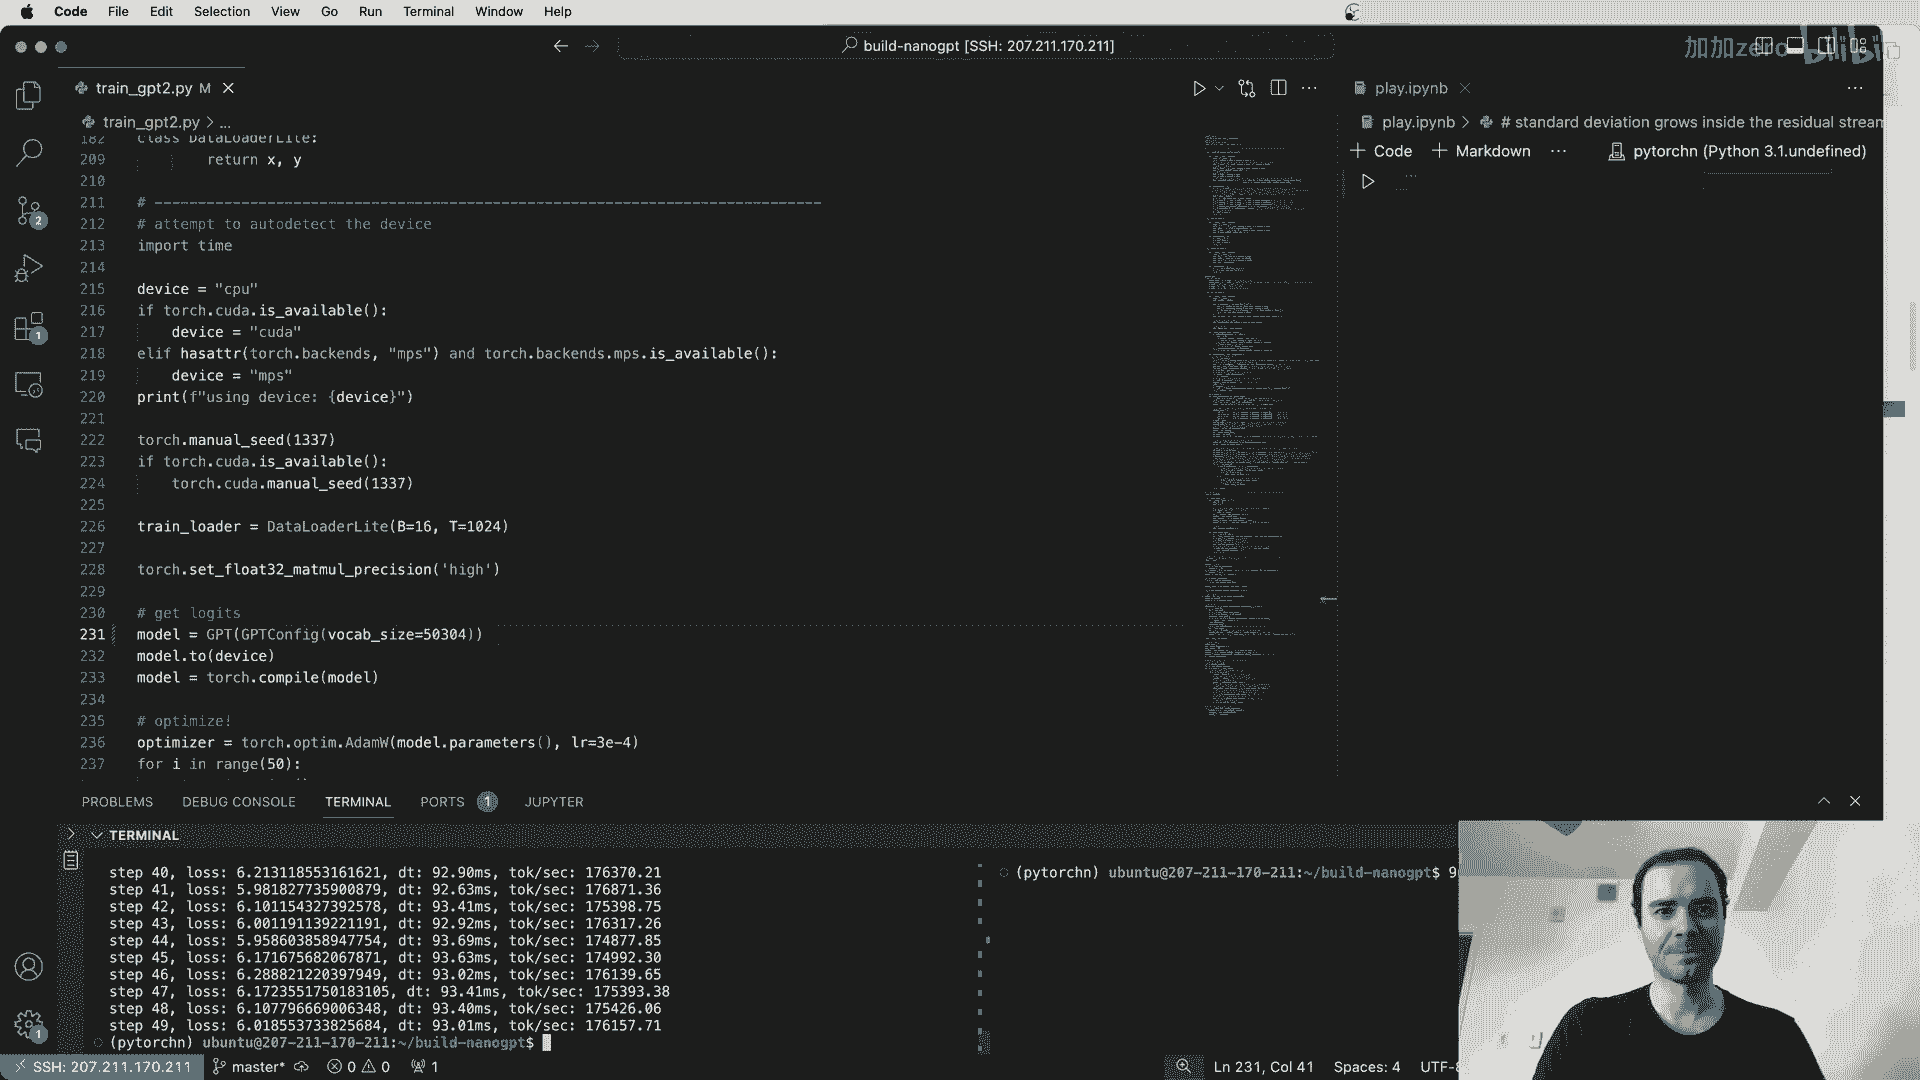 Code File Edit Selection View Go Run Terminal Window Help
build-nanogpt [SSH: 207.211.170.211]
加加zero bilibili
train_gpt2.py M
play.ipynb
train_gpt2.py > ...
play.ipynb > # standard deviation grows inside the residual stream
+ Code + Markdown ... pytorchn (Python 3.1.undefined)
182 class DataLoaderLite:
209 return x, y
210
211 # -----------------------------------------------------------------------------
212 # attempt to autodetect the device
213 import time
214
215 device = "cpu"
216 if torch.cuda.is_available():
217 device = "cuda"
218 elif hasattr(torch.backends, "mps") and torch.backends.mps.is_available():
219 device = "mps"
220 print(f"using device: {device}")
221
222 torch.manual_seed(1337)
223 if torch.cuda.is_available():
224 torch.cuda.manual_seed(1337)
225
226 train_loader = DataLoaderLite(B=16, T=1024)
227
228 torch.set_float32_matmul_precision('high')
229
230 # get logits
231 model = GPT(GPTConfig(vocab_size=50304))
232 model.to(device)
233 model = torch.compile(model)
234
235 # optimize!
236 optimizer = torch.optim.AdamW(model.parameters(), lr=3e-4)
237 for i in range(50):
PROBLEMS DEBUG CONSOLE TERMINAL PORTS 1 JUPYTER
TERMINAL
step 40, loss: 6.213118553161621, dt: 92.90ms, tok/sec: 176370.21
step 41, loss: 5.981827735900879, dt: 92.63ms, tok/sec: 176871.36
step 42, loss: 6.101154327392578, dt: 93.41ms, tok/sec: 175398.75
step 43, loss: 6.001191139221191, dt: 92.92ms, tok/sec: 176317.26
step 44, loss: 5.958603858947754, dt: 93.69ms, tok/sec: 174877.85
step 45, loss: 6.171675682067871, dt: 93.63ms, tok/sec: 174992.30
step 46, loss: 6.288821220397949, dt: 93.02ms, tok/sec: 176139.65
step 47, loss: 6.1723551750183105, dt: 93.41ms, tok/sec: 175393.38
step 48, loss: 6.107796669006348, dt: 93.40ms, tok/sec: 175426.06
step 49, loss: 6.018553733825684, dt: 93.01ms, tok/sec: 176157.71
(pytorchn) ubuntu@207-211-170-211:~/build-nanogpt$
(pytorchn) ubuntu@207-211-170-211:~/build-nanogpt$ 9
SSH: 207.211.170.211 master* 0 0 1
Ln 231, Col 41 Spaces: 4 UTF-